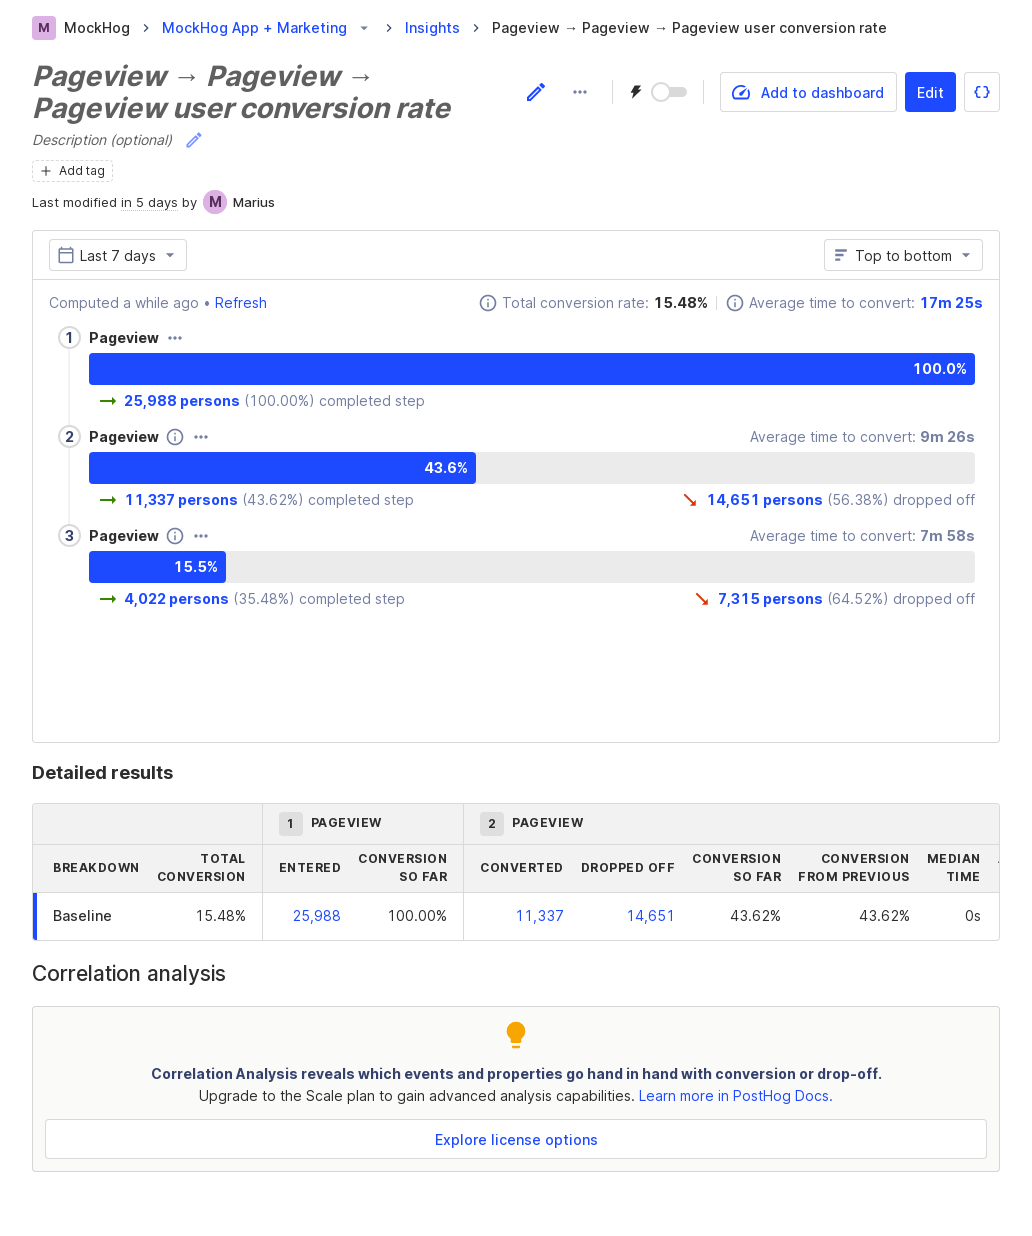 M MockHog > MockHog App + Marketing > Insights > Pageview → Pageview → Pageview user conversion rate
Pageview → Pageview →
Pageview user conversion rate
Add to dashboard
Edit
Description (optional)
+ Add tag
Last modified in 5 days by M Marius
Last 7 days
Top to bottom
Computed a while ago • Refresh
Total conversion rate: 15.48%
Average time to convert: 17m 25s
1 Pageview
100.0%
→ 25,988 persons (100.00%) completed step
2 Pageview
Average time to convert: 9m 26s
43.6%
→ 11,337 persons (43.62%) completed step
14,651 persons (56.38%) dropped off
3 Pageview
Average time to convert: 7m 58s
15.5%
→ 4,022 persons (35.48%) completed step
7,315 persons (64.52%) dropped off
Detailed results
1 PAGEVIEW
2 PAGEVIEW
BREAKDOWN
TOTAL
CONVERSION
ENTERED
CONVERSION
SO FAR
CONVERTED
DROPPED OFF
CONVERSION
SO FAR
CONVERSION
FROM PREVIOUS
MEDIAN
TIME
Baseline 15.48% 25,988 100.00% 11,337 14,651 43.62% 43.62% 0s
Correlation analysis
Correlation Analysis reveals which events and properties go hand in hand with conversion or drop-off.
Upgrade to the Scale plan to gain advanced analysis capabilities. Learn more in PostHog Docs.
Explore license options